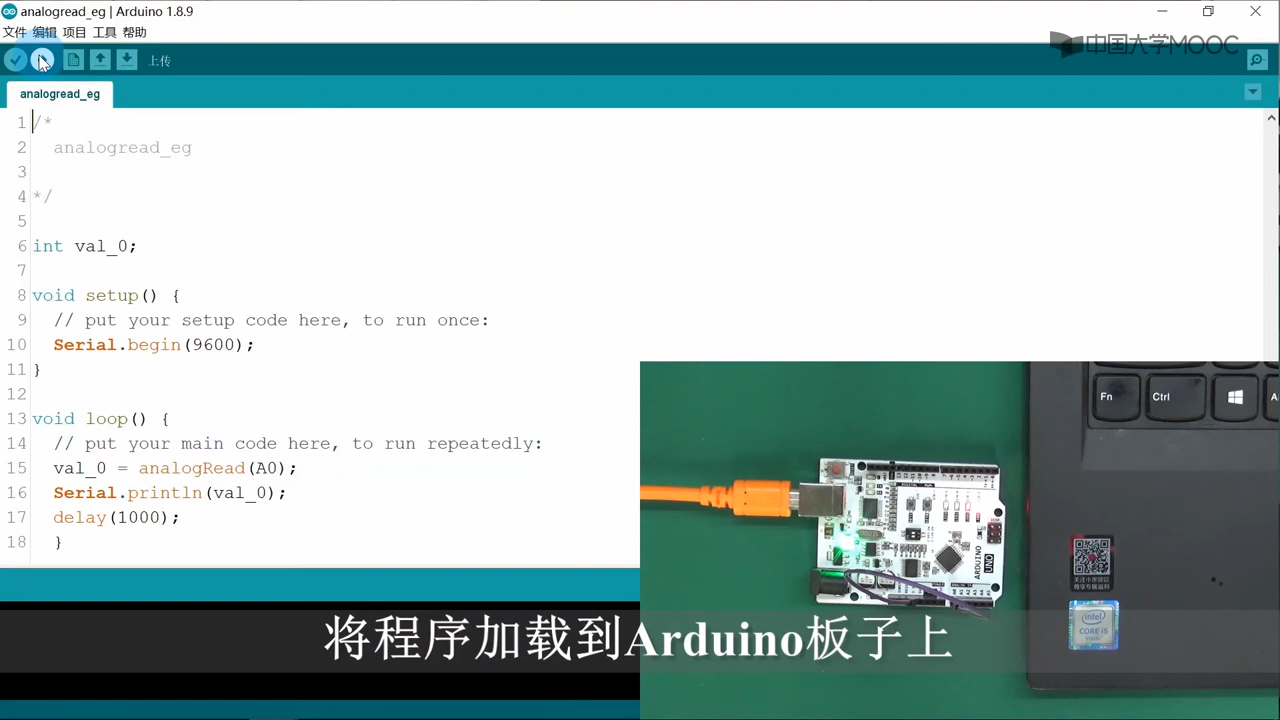 analogread_eg | Arduino 1.8.9
文件 编辑 项目 工具 帮助
上传
中国大学MOOC
analogread_eg
1 /*
2 analogread_eg
3
4 */
5
6 int val_0;
7
8 void setup() {
9 // put your setup code here, to run once:
10 Serial.begin(9600);
11 }
12
13 void loop() {
14 // put your main code here, to run repeatedly:
15 val_0 = analogRead(A0);
16 Serial.println(val_0);
17 delay(1000);
18 }
Fn
Ctrl
ARDUINO
UNO
intel
CORE i5
将程序加载到Arduino板子上